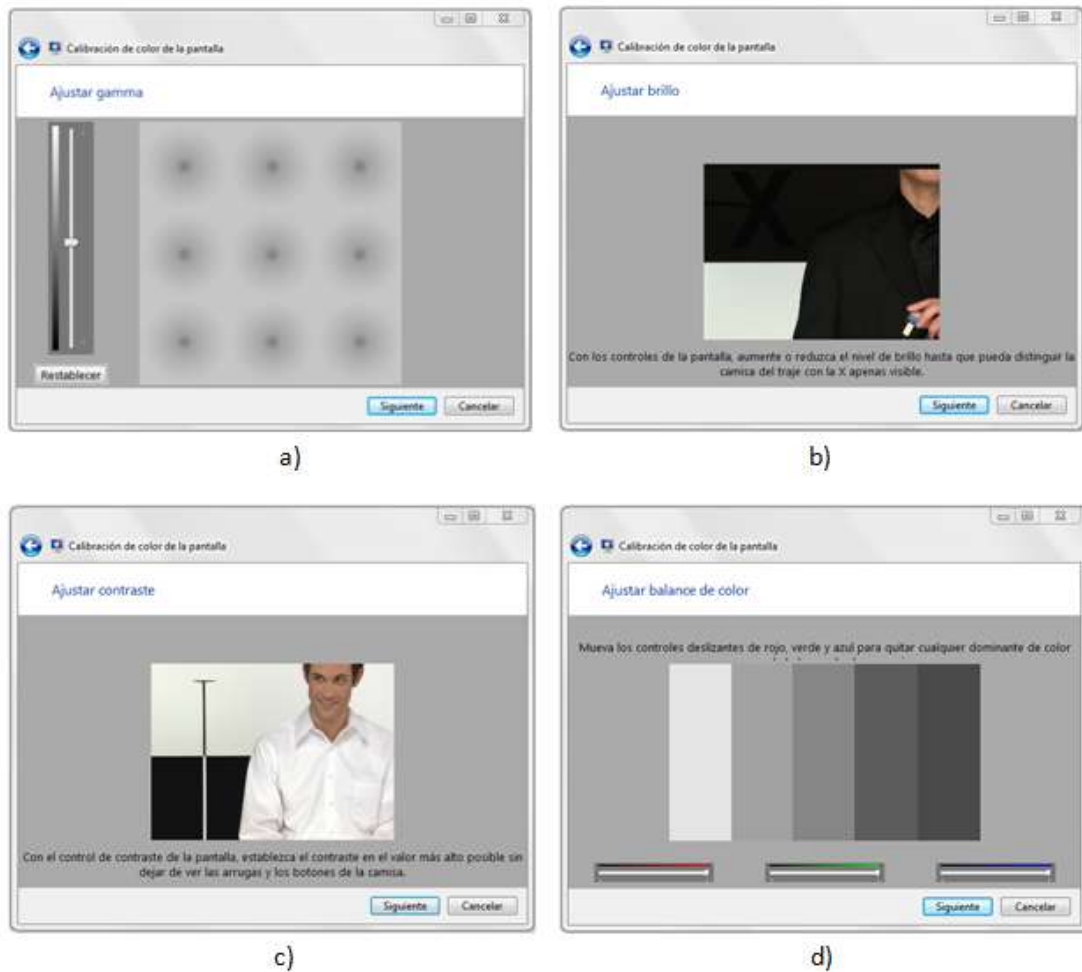 Calibración de color de la pantalla
Ajustar gamma
Restablecer
Siguiente Cancelar
a)
Calibración de color de la pantalla
Ajustar brillo
X
Con los controles de la pantalla, aumente o reduzca el nivel de brillo hasta que pueda distinguir la
camisa del traje con la X apenas visible.
Siguiente Cancelar
b)
Calibración de color de la pantalla
Ajustar contraste
Con el control de contraste de la pantalla, establezca el contraste en el valor más alto posible sin
dejar de ver las arrugas y los botones de la camisa.
Siguiente Cancelar
c)
Calibración de color de la pantalla
Ajustar balance de color
Mueva los controles deslizantes de rojo, verde y azul para quitar cualquier dominante de color
Siguiente Cancelar
d)